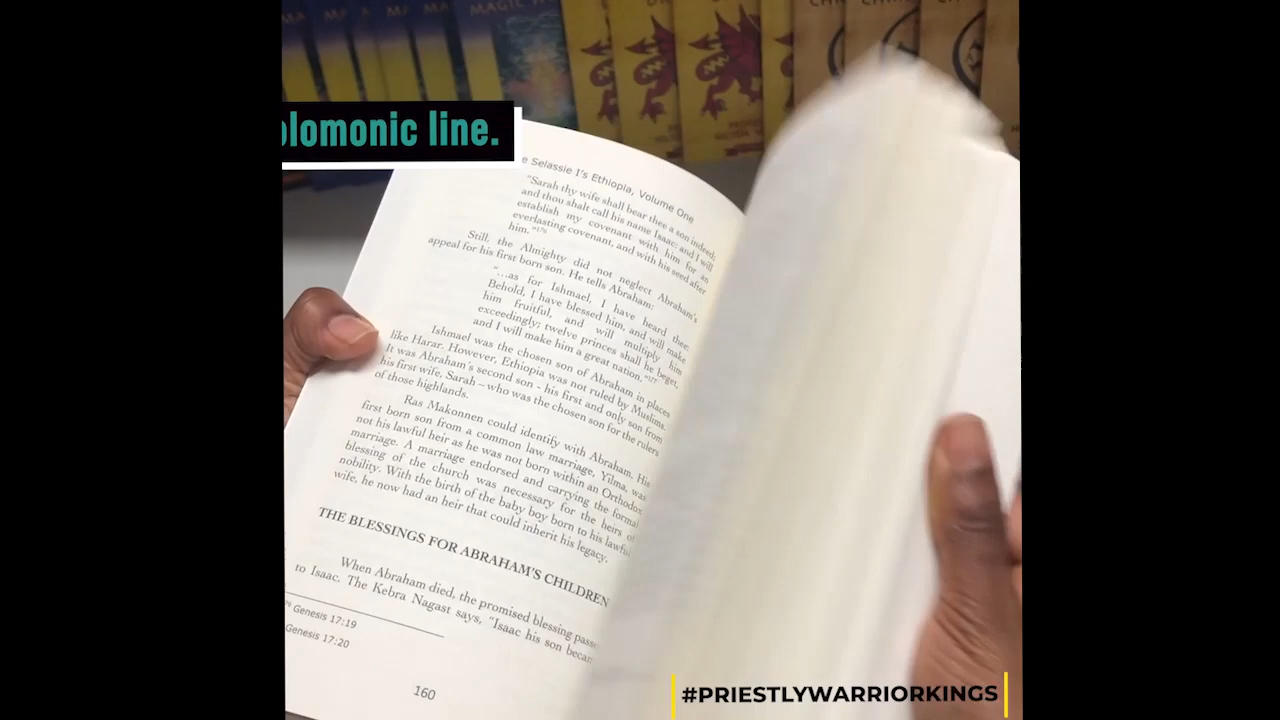 MAGIC
olomonic line.
e Selassie I's Ethiopia, Volume One
"Sarah thy wife shall bear thee a son indeed;
and thou shalt call his name Isaac: and I will
establish my covenant with him for an
everlasting covenant, and with his seed after
him."176
Still, the Almighty did not neglect Abraham's
appeal for his first born son. He tells Abraham:
"...as for Ishmael, I have heard thee:
Behold, I have blessed him, and will make
him fruitful, and will multiply him
exceedingly; twelve princes shall he beget,
and I will make him a great nation."177
Ishmael was the chosen son of Abraham in places
like Harar. However, Ethiopia was not ruled by Muslims.
It was Abraham's second son - his first and only son from
his first wife, Sarah – who was the chosen son for the rulers
of those highlands.
Ras Makonnen could identify with Abraham. His
first born son from a common law marriage, Yilma, was
not his lawful heir as he was not born within an Orthodox
marriage. A marriage endorsed and carrying the formal
blessing of the church was necessary for the heirs of
nobility. With the birth of the baby boy born to his lawful
wife, he now had an heir that could inherit his legacy.
THE BLESSINGS FOR ABRAHAM'S CHILDREN
When Abraham died, the promised blessing passe
to Isaac. The Kebra Nagast says, "Isaac his son becam
Genesis 17:19
Genesis 17:20
160
#PRIESTLYWARRIORKINGS